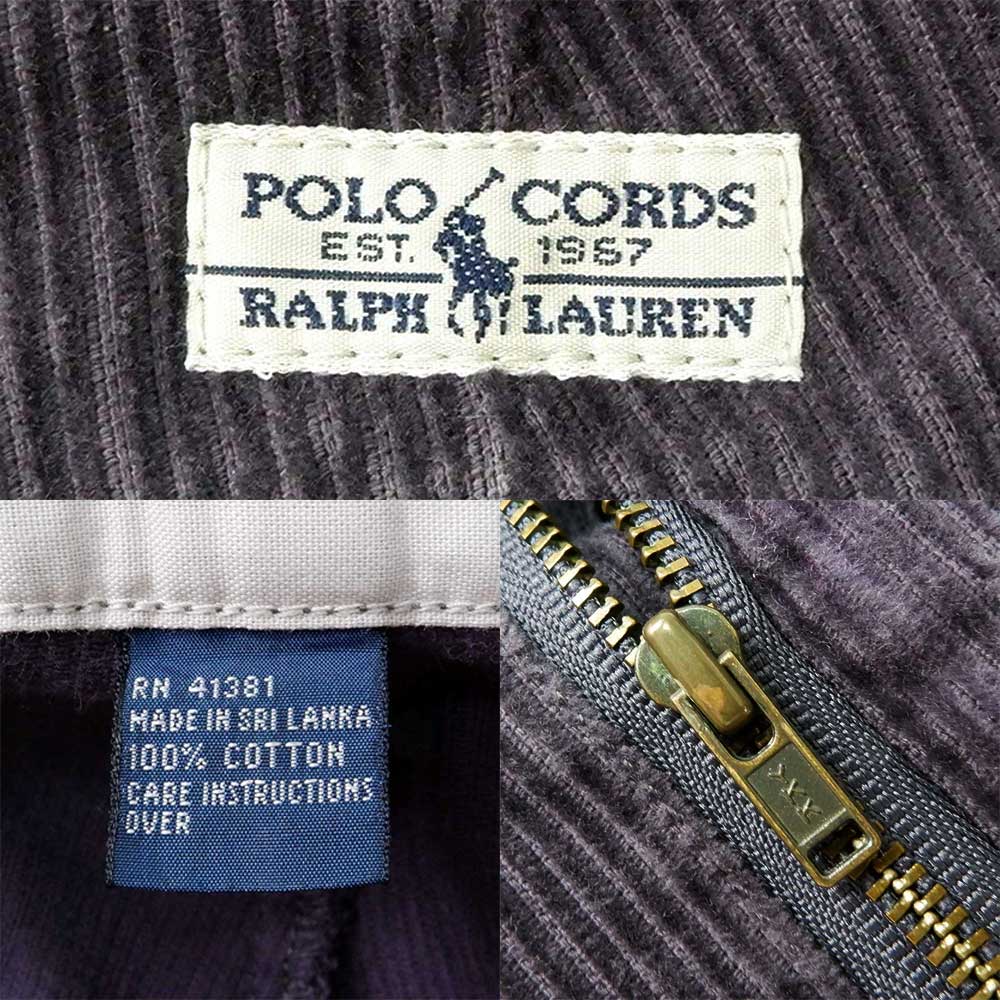 POLO CORDS
EST. 1967
RALPH LAUREN
RN 41381
MADE IN SRI LANKA
100% COTTON
CARE INSTRUCTIONS
OVER
YKK